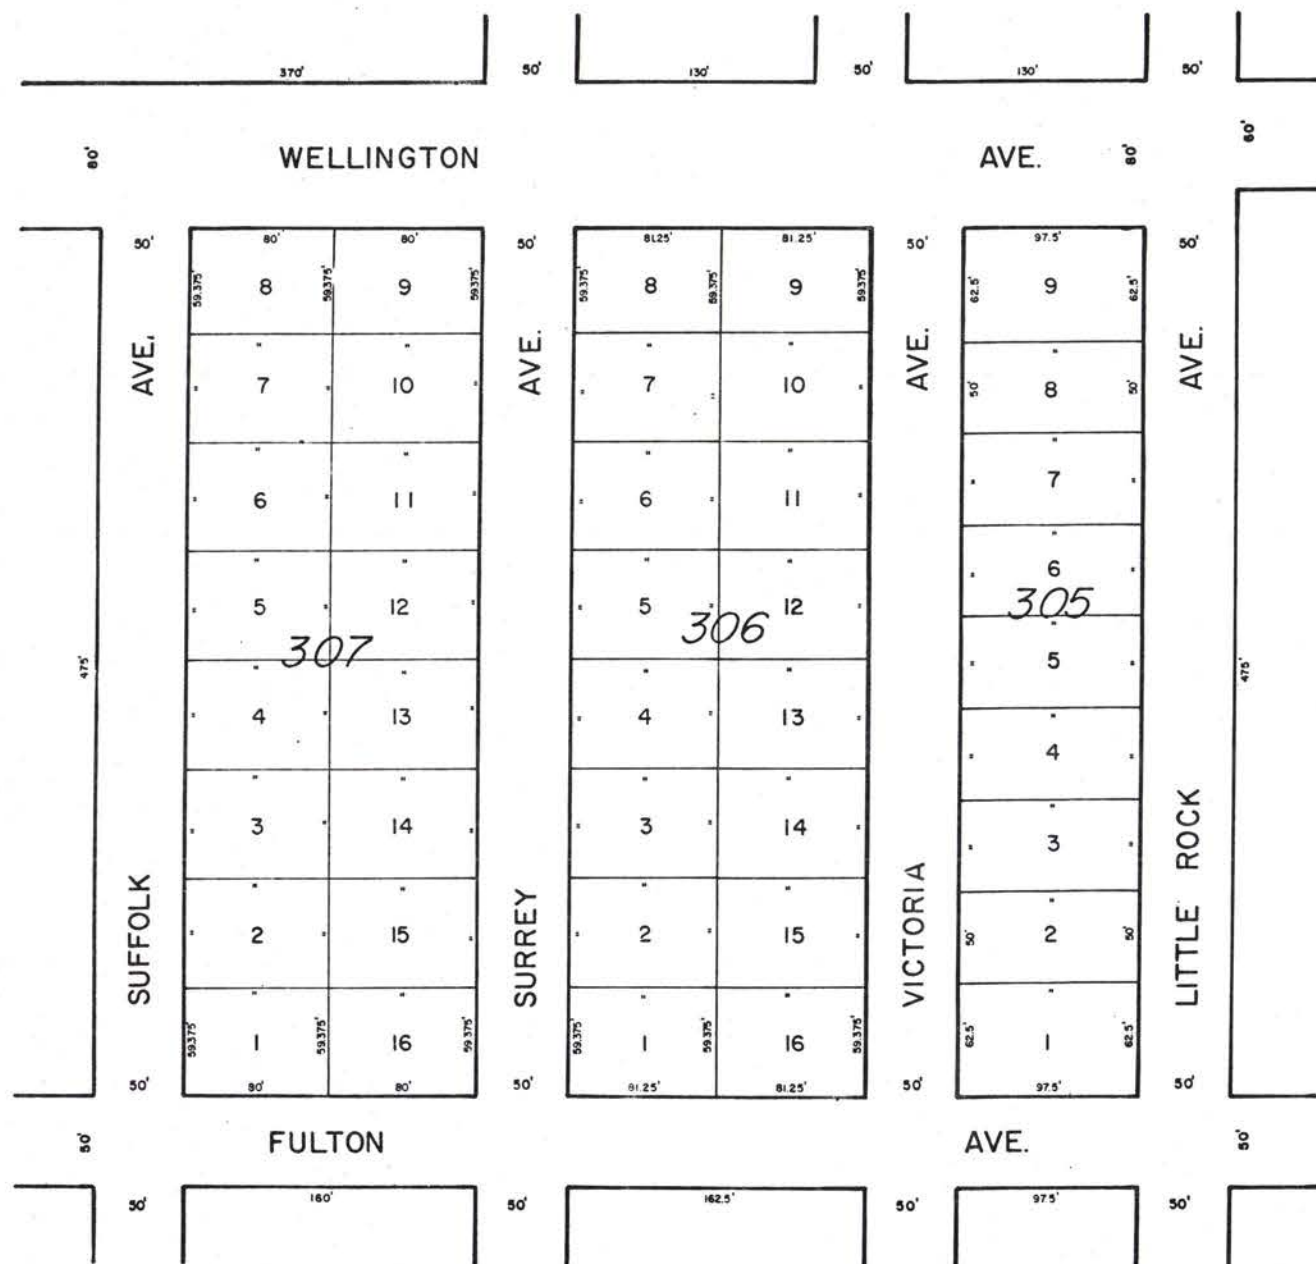 370' 50' 130' 50' 130' 50'
80' WELLINGTON AVE. 80' 60'
50' 80' 80' 50' 81.25' 81.25' 50' 97.5' 50'
59.375' 8 59.375' 9 59.375' 59.375' 8 59.375' 9 59.375' 62.5' 9 62.5'
AVE. AVE. AVE. AVE.
" " " " "
" 7 " 10 " " 7 " 10 " 50' 8 50'
" " " " "
" 6 " 11 " " 6 " 11 " " 7 "
" " " " "
" 5 " 12 " " 5 " 12 " " 6 "
307 306 305
475' 475'
" " " " "
" 4 " 13 " " 4 " 13 " " 5 "
"
" 4 "
" " " " "
" 3 " 14 " " 3 " 14 " " 3 "
" " " " "
SUFFOLK SURREY VICTORIA LITTLE ROCK
" 2 " 15 " " 2 " 15 " 50' 2 50'
" " " " "
59.375' 1 59.375' 16 59.375' 59.375' 1 59.375' 16 59.375' 62.5' 1 62.5'
50' 80' 80' 50' 81.25' 81.25' 50' 97.5' 50'
50' FULTON AVE. 50'
50' 160' 50' 162.5' 50' 97.5' 50'